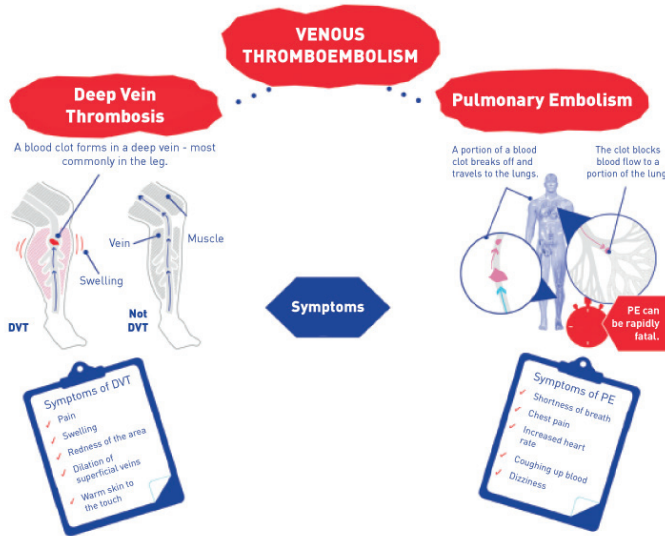 VENOUS
THROMBOEMBOLISM
Deep Vein
Thrombosis
A blood clot forms in a deep vein - most
commonly in the leg.
Vein
Muscle
Swelling
DVT
Not
DVT
Pulmonary Embolism
A portion of a blood
clot breaks off and
travels to the lungs.
The clot blocks
blood flow to a
portion of the lung
PE can
be rapidly
fatal.
Symptoms
Symptoms of DVT
Pain
Swelling
Redness of the area
Dilation of
superficial veins
Warm skin to
the touch
Symptoms of PE
Shortness of breath
Chest pain
Increased heart
rate
Coughing up blood
Dizziness